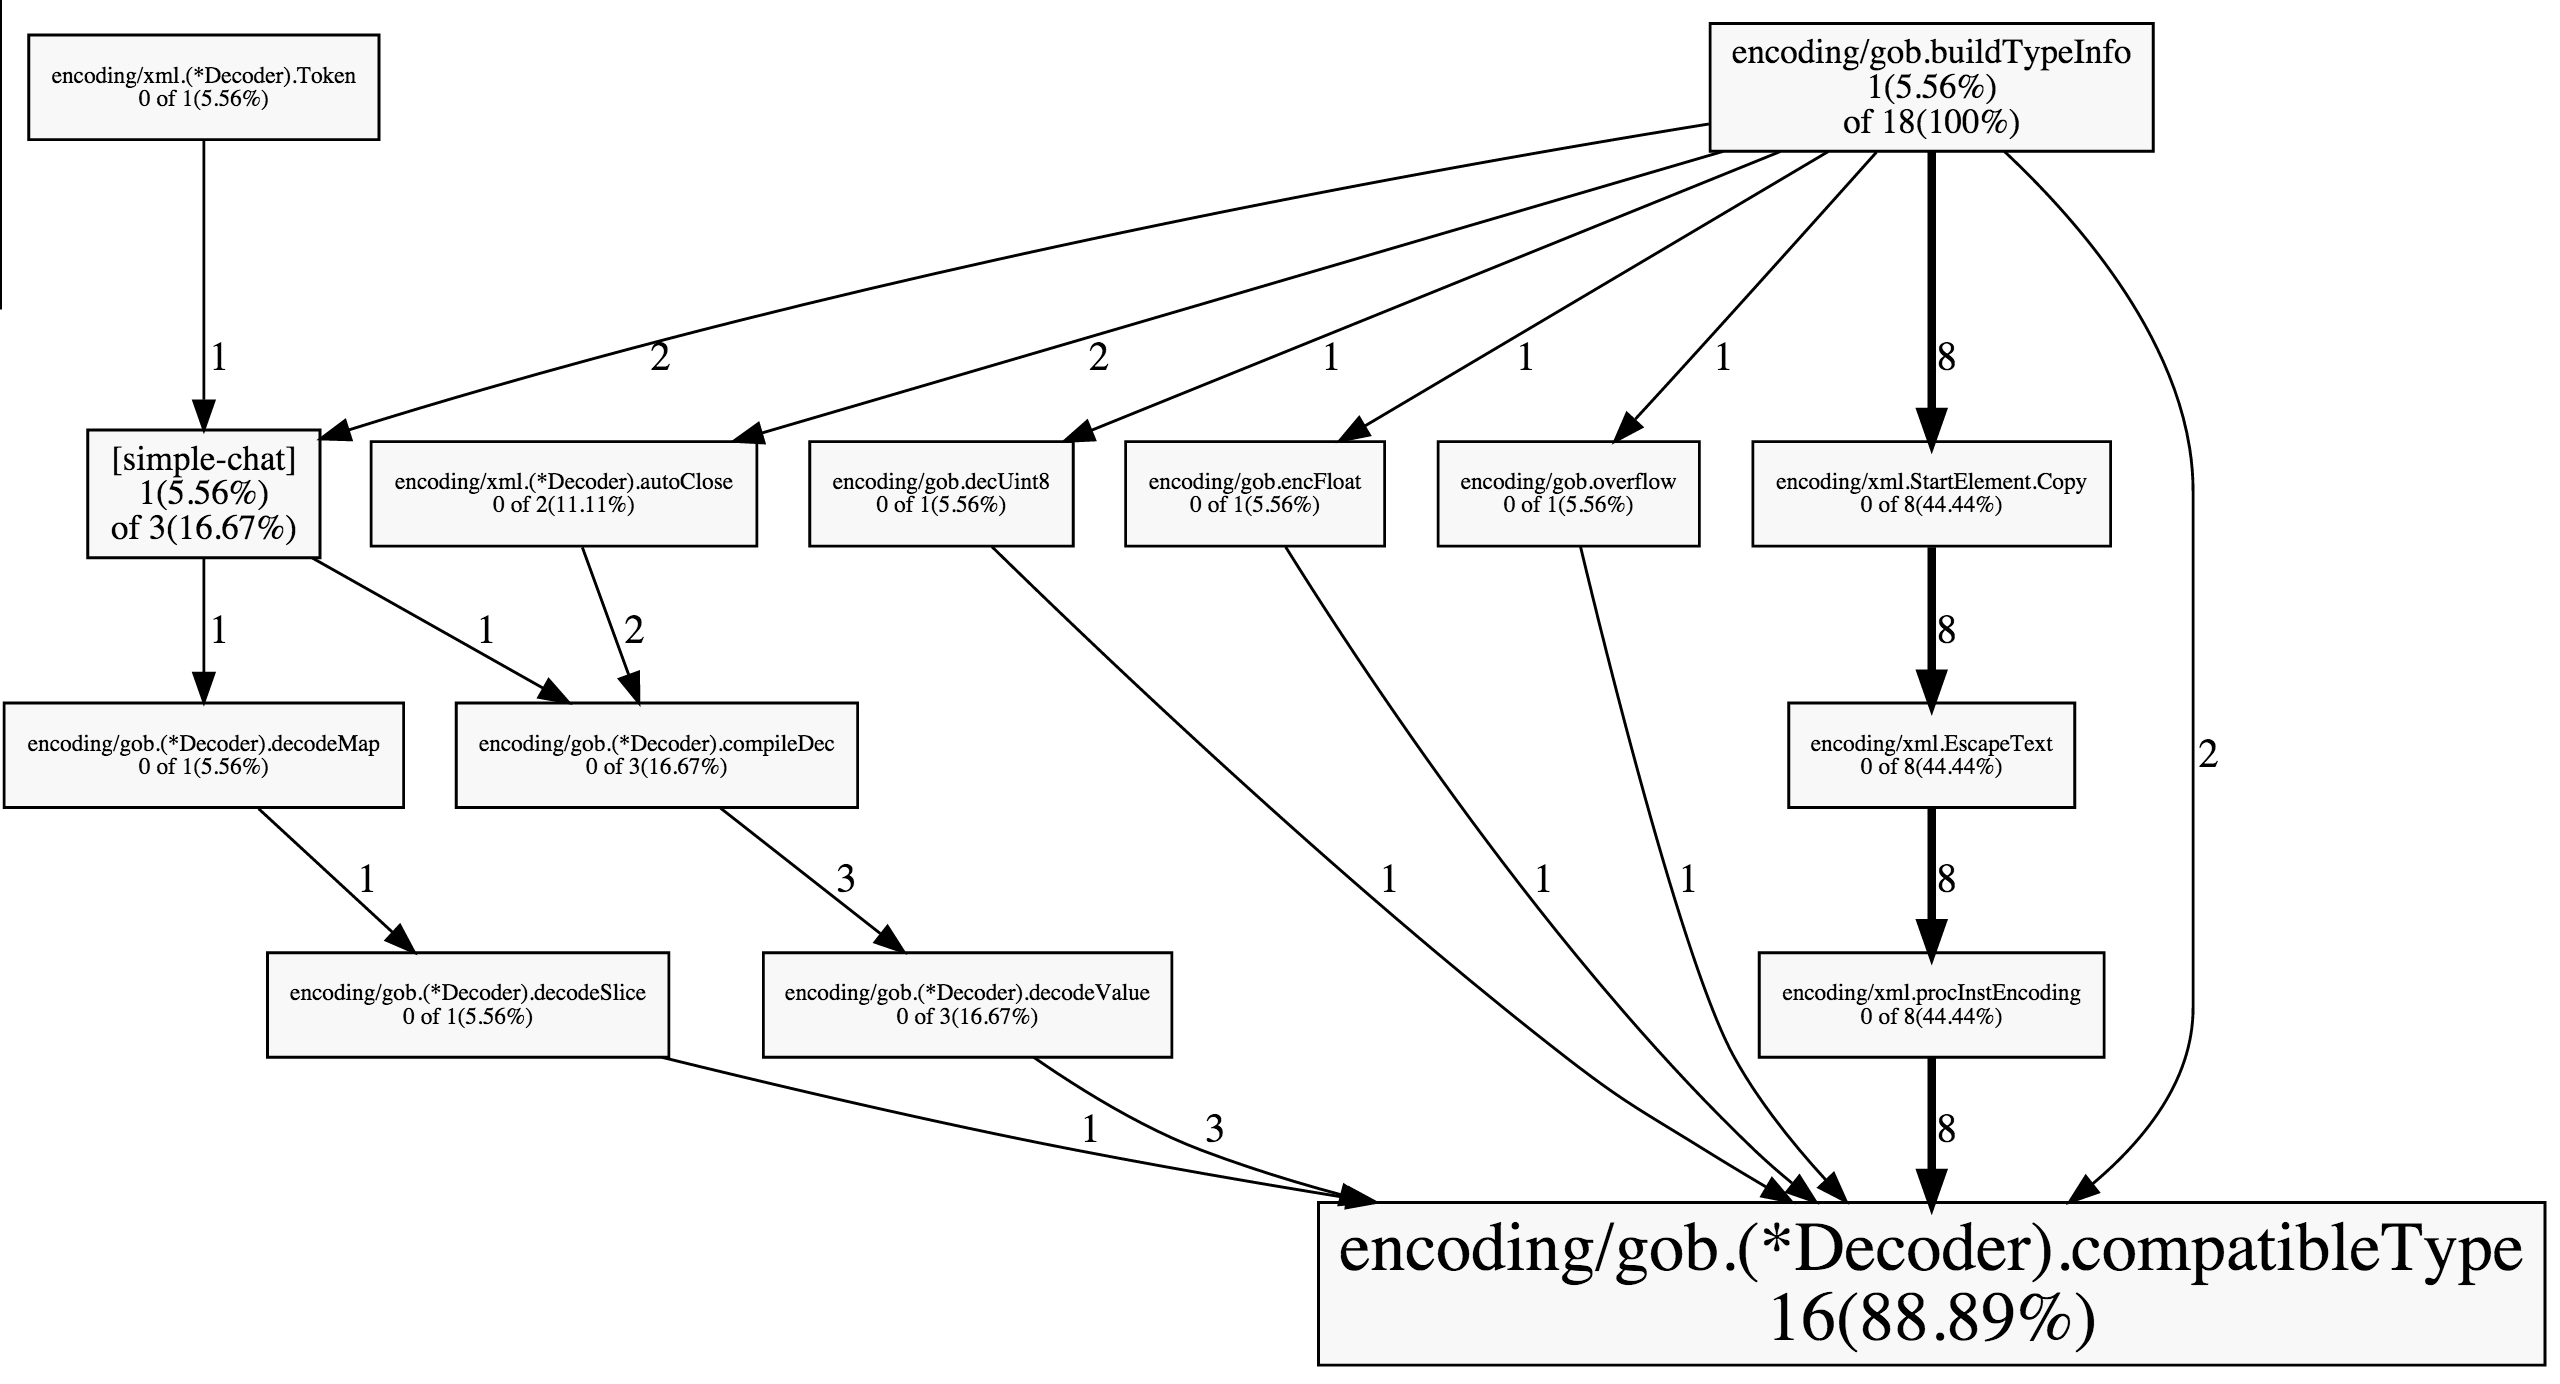 encoding/xml.(*Decoder).Token
0 of 1(5.56%)
encoding/gob.buildTypeInfo
1(5.56%)
of 18(100%)
1
2
2
1
1
1
8
[simple-chat]
1(5.56%)
of 3(16.67%)
encoding/xml.(*Decoder).autoClose
0 of 2(11.11%)
encoding/gob.decUint8
0 of 1(5.56%)
encoding/gob.encFloat
0 of 1(5.56%)
encoding/gob.overflow
0 of 1(5.56%)
encoding/xml.StartElement.Copy
0 of 8(44.44%)
1
1
2
8
encoding/gob.(*Decoder).decodeMap
0 of 1(5.56%)
encoding/gob.(*Decoder).compileDec
0 of 3(16.67%)
encoding/xml.EscapeText
0 of 8(44.44%)
2
1
3
1
1
1
8
encoding/gob.(*Decoder).decodeSlice
0 of 1(5.56%)
encoding/gob.(*Decoder).decodeValue
0 of 3(16.67%)
encoding/xml.procInstEncoding
0 of 8(44.44%)
1
3
8
encoding/gob.(*Decoder).compatibleType
16(88.89%)